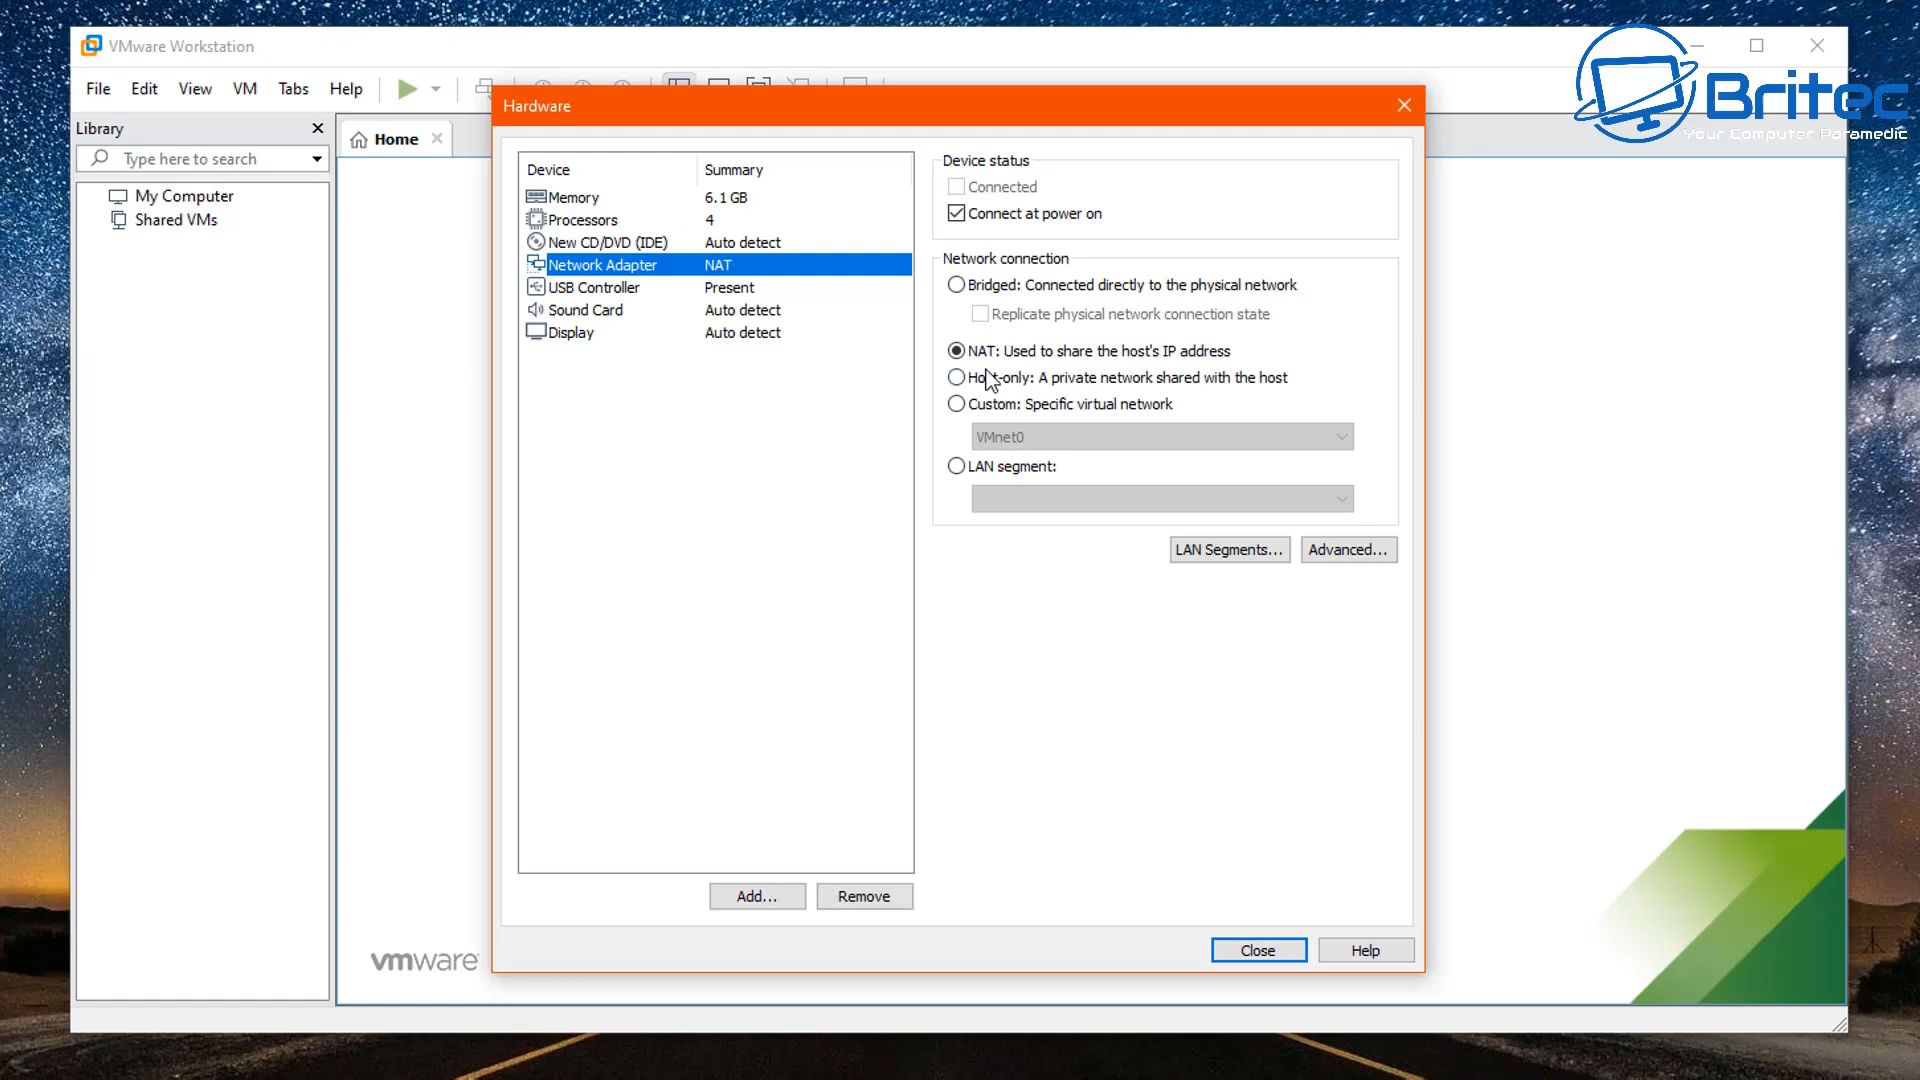 VMware Workstation
File Edit View VM Tabs Help
Britec
Your Computer Paramedic
Library
Type here to search
My Computer
Shared VMs
Home
Hardware
Device Summary
Memory 6.1 GB
Processors 4
New CD/DVD (IDE) Auto detect
Network Adapter NAT
USB Controller Present
Sound Card Auto detect
Display Auto detect
Add... Remove
Device status
Connected
Connect at power on
Network connection
Bridged: Connected directly to the physical network
Replicate physical network connection state
NAT: Used to share the host's IP address
Host-only: A private network shared with the host
Custom: Specific virtual network
VMnet0
LAN segment:
LAN Segments... Advanced...
Close Help
vmware